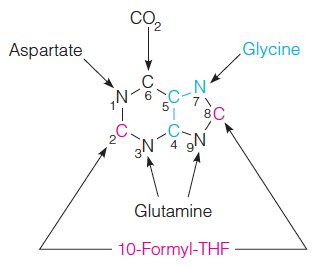 CO₂
Aspartate
Glycine
C
N
6
C
N
1
5
7
8
C
C
C
2
N
4
N
3
9
Glutamine
10-Formyl-THF